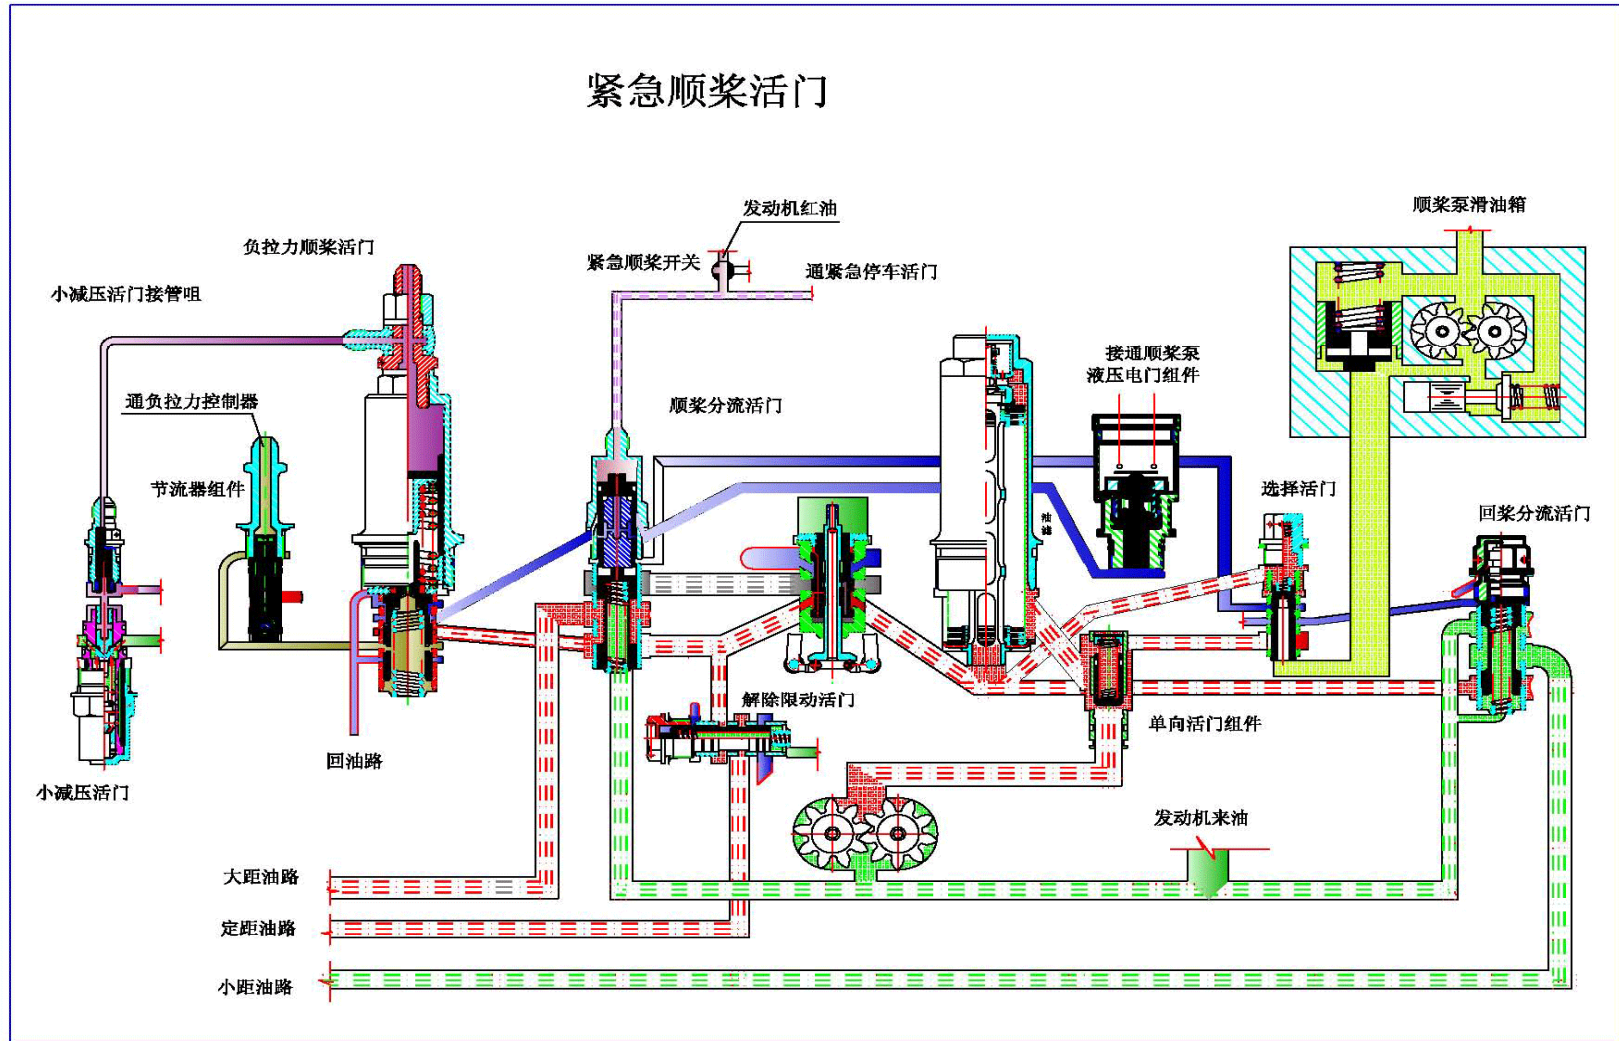 紧急顺桨活门
发动机红油
顺桨泵滑油箱
负拉力顺桨活门
紧急顺桨开关
通紧急停车活门
小减压活门接管咀
接通顺桨泵
液压电门组件
通负拉力控制器
顺桨分流活门
节流器组件
选择活门
回桨分流活门
油滤
解除限动活门
单向活门组件
回油路
小减压活门
发动机来油
大距油路
定距油路
小距油路